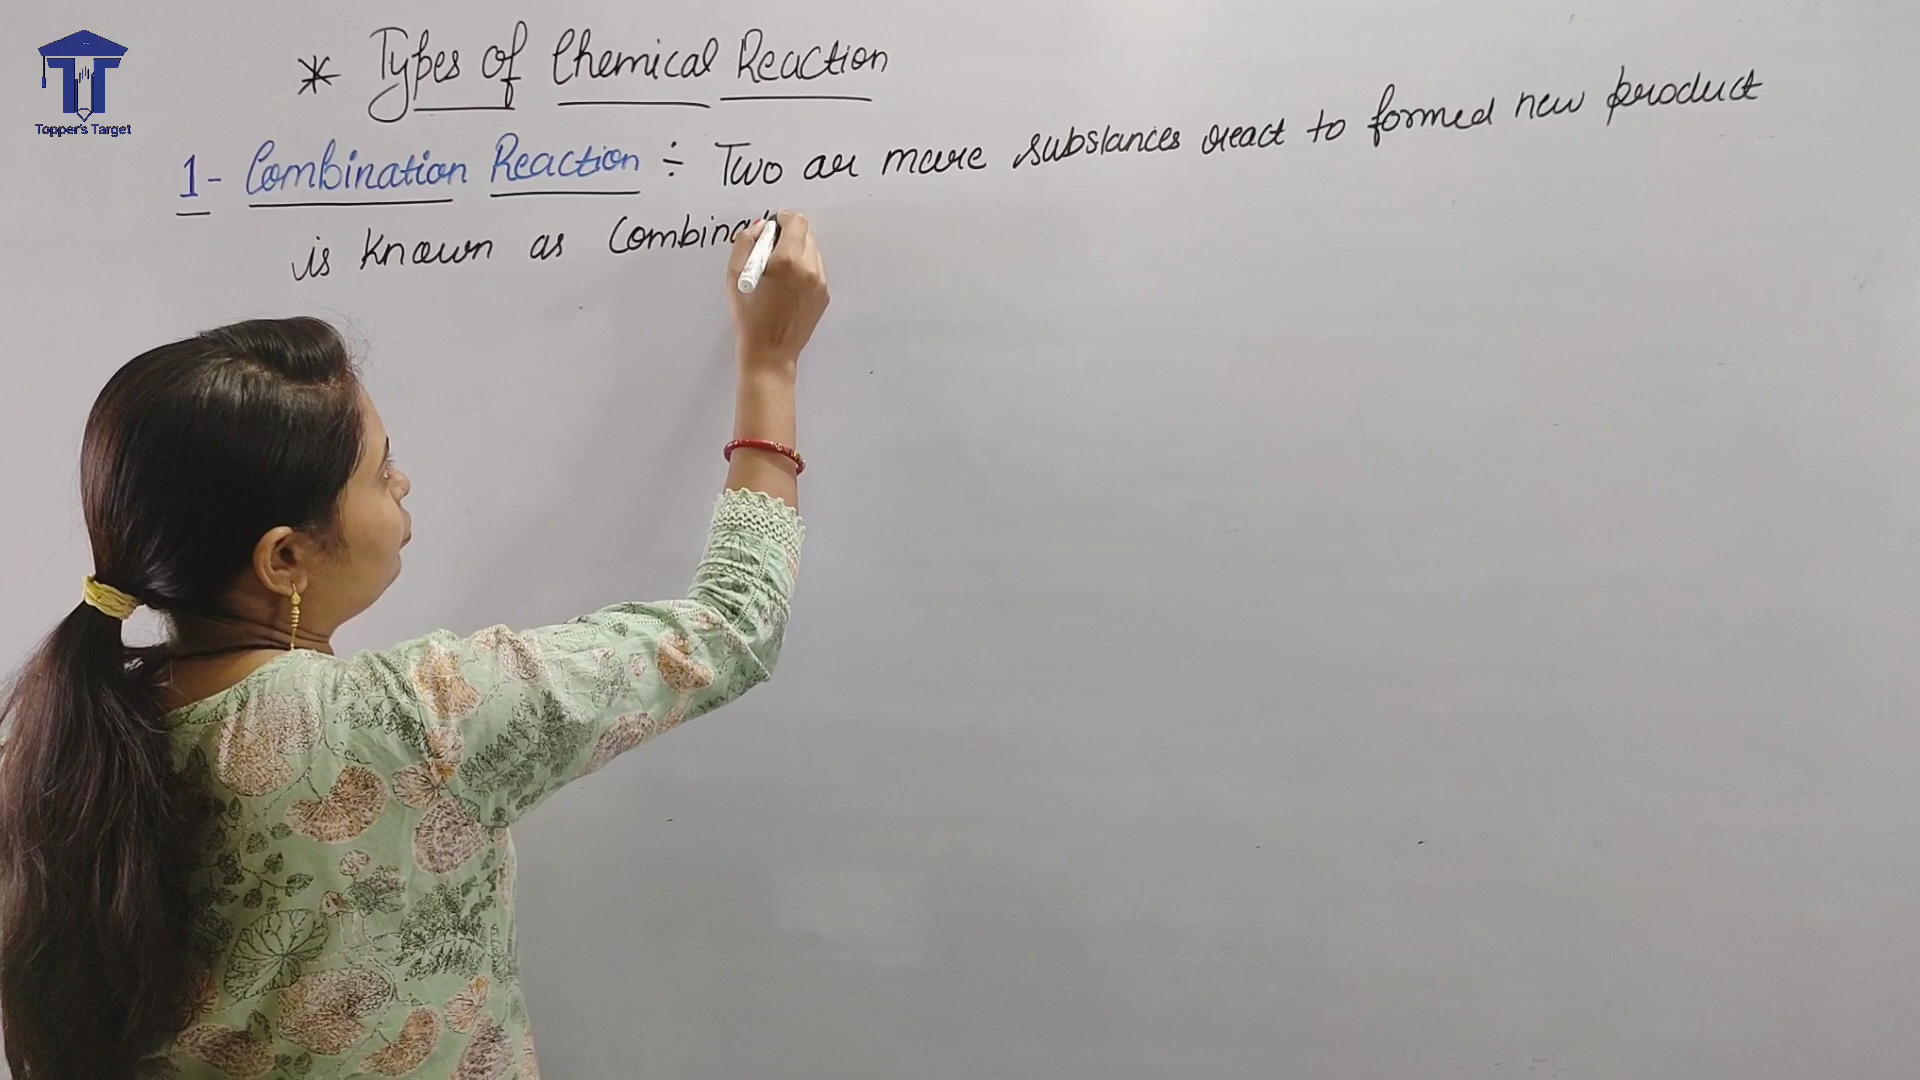 Topper's Target
* Types of Chemical Reaction
1- Combination Reaction ÷ Two or more substances react to formed new product
is known as Combina